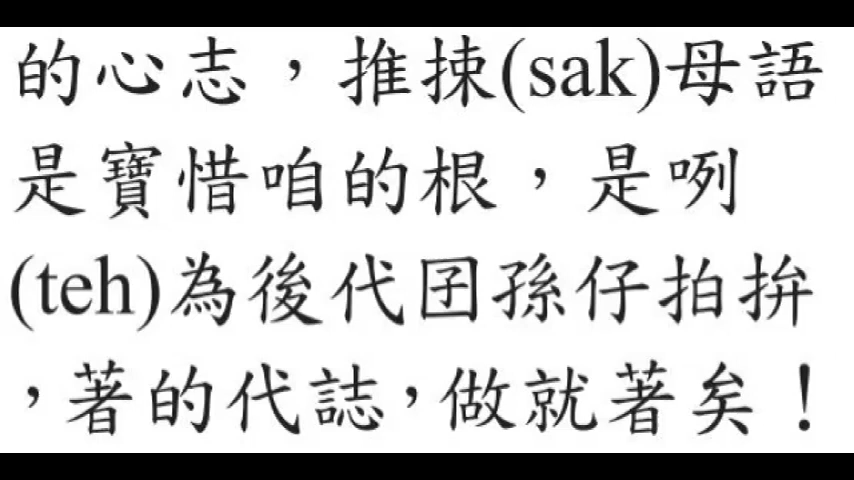 的心志，推捒(sak)母語
是寶惜咱的根，是咧
(teh)為後代囝孫仔拍拚
，著的代誌，做就著矣！